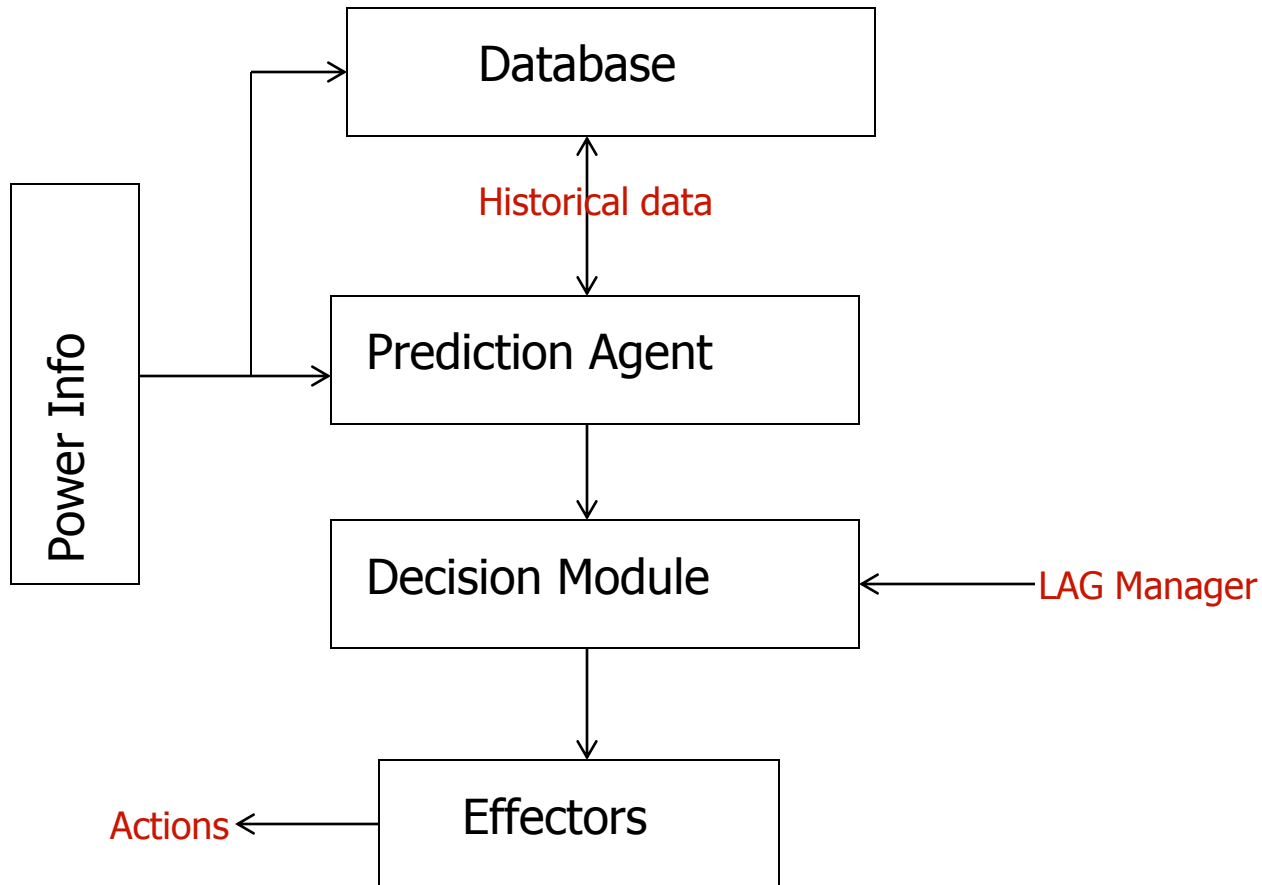 Database
Historical data
Power Info
Prediction Agent
Decision Module
LAG Manager
Effectors
Actions